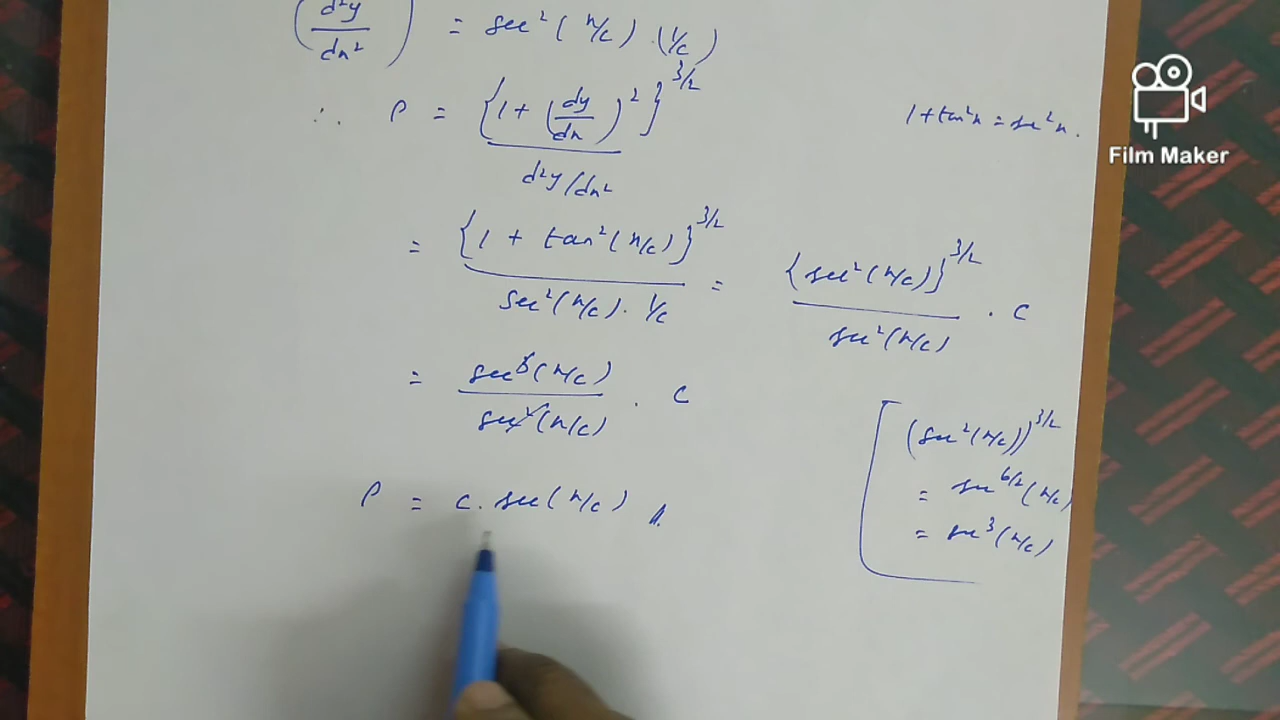 (d²y/dx²) = sec²(x/c) . (1/c)
∴ ρ = {1 + (dy/dx)²}^3/2 / d²y/dx²
1 + tan²x = sec²x.
Film Maker
= {1 + tan²(x/c)}^3/2 / sec²(x/c) . 1/c = {sec²(x/c)}^3/2 / sec²(x/c) . c
= sec³(x/c) / sec²(x/c) . c
(sec²(x/c))^3/2
= sec^6/2(x/c)
= sec³(x/c)
ρ = c. sec(x/c)